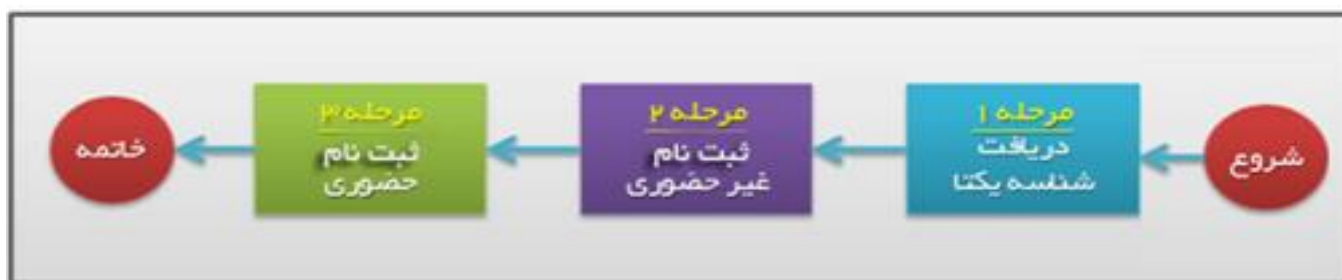 شروع
مرحله ۱
دریافت
شناسه یکتا
مرحله ۲
ثبت نام
غیر حضوری
مرحله ۳
ثبت نام
حضوری
خاتمه